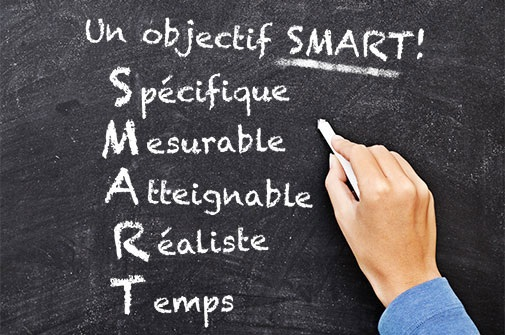 Un objectif SMART!
Spécifique
Mesurable
Atteignable
Réaliste
Temps